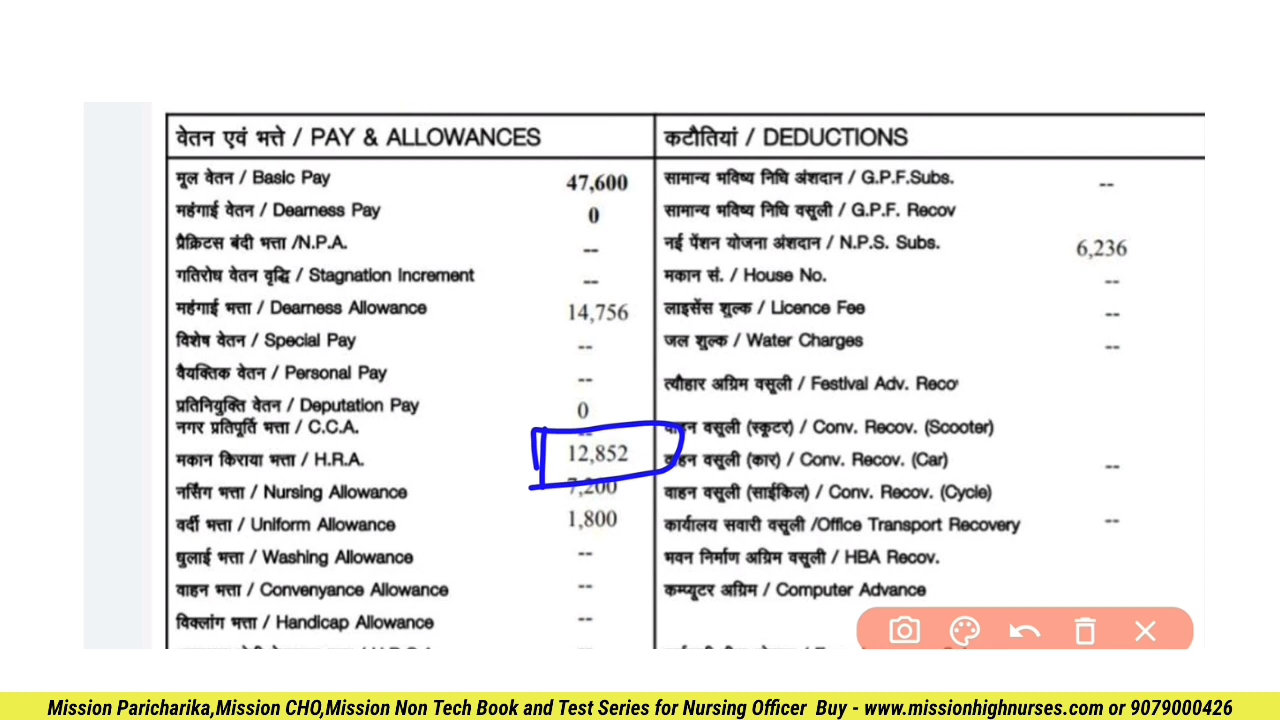 वेतन एवं भत्ते / PAY & ALLOWANCES
मूल वेतन / Basic Pay 47,600
महंगाई वेतन / Dearness Pay 0
प्रैक्टिस बंदी भत्ता /N.P.A. --
गतिरोध वेतन वृद्धि / Stagnation Increment --
महंगाई भत्ता / Dearness Allowance 14,756
विशेष वेतन / Special Pay --
वैयक्तिक वेतन / Personal Pay --
प्रतिनियुक्ति वेतन / Deputation Pay 0
नगर प्रतिपूर्ति भत्ता / C.C.A. --
मकान किराया भत्ता / H.R.A. 12,852
नर्सिंग भत्ता / Nursing Allowance 7,200
वर्दी भत्ता / Uniform Allowance 1,800
धुलाई भत्ता / Washing Allowance --
वाहन भत्ता / Convenyance Allowance --
विक्लांग भत्ता / Handicap Allowance --
कटौतियां / DEDUCTIONS
सामान्य भविष्य निधि अंशदान / G.P.F.Subs. --
सामान्य भविष्य निधि वसूली / G.P.F. Recov
नई पेंशन योजना अंशदान / N.P.S. Subs. 6,236
मकान सं. / House No. --
लाइसेंस शुल्क / Licence Fee --
जल शुल्क / Water Charges --
त्यौहार अग्रिम वसूली / Festival Adv. Reco
वाहन वसूली (स्कूटर) / Conv. Recov. (Scooter)
वाहन वसूली (कार) / Conv. Recov. (Car) --
वाहन वसूली (साईकिल) / Conv. Recov. (Cycle)
कार्यालय सवारी वसूली /Office Transport Recovery --
भवन निर्माण अग्रिम वसूली / HBA Recov.
कम्प्यूटर अग्रिम / Computer Advance
Mission Paricharika,Mission CHO,Mission Non Tech Book and Test Series for Nursing Officer Buy - www.missionhighnurses.com or 9079000426